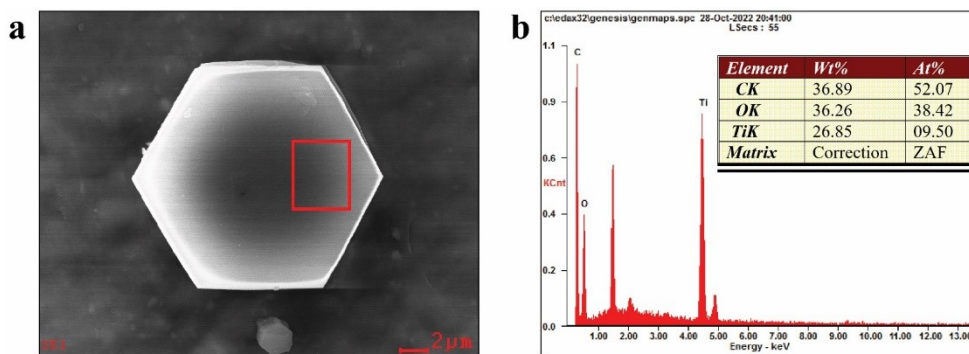 a
2μm
b
c:\edax32\genesis\genmaps.spc 28-Oct-2022 20:41:00
LSecs : 55
1.1
0.9
0.6
KCnt
0.4
0.2
0.0
C
O
Ti
Element Wt% At%
CK 36.89 52.07
OK 36.26 38.42
TiK 26.85 09.50
Matrix Correction ZAF
1.00 2.00 3.00 4.00 5.00 6.00 7.00 8.00 9.00 10.00 11.00 12.00 13.00
Energy - keV